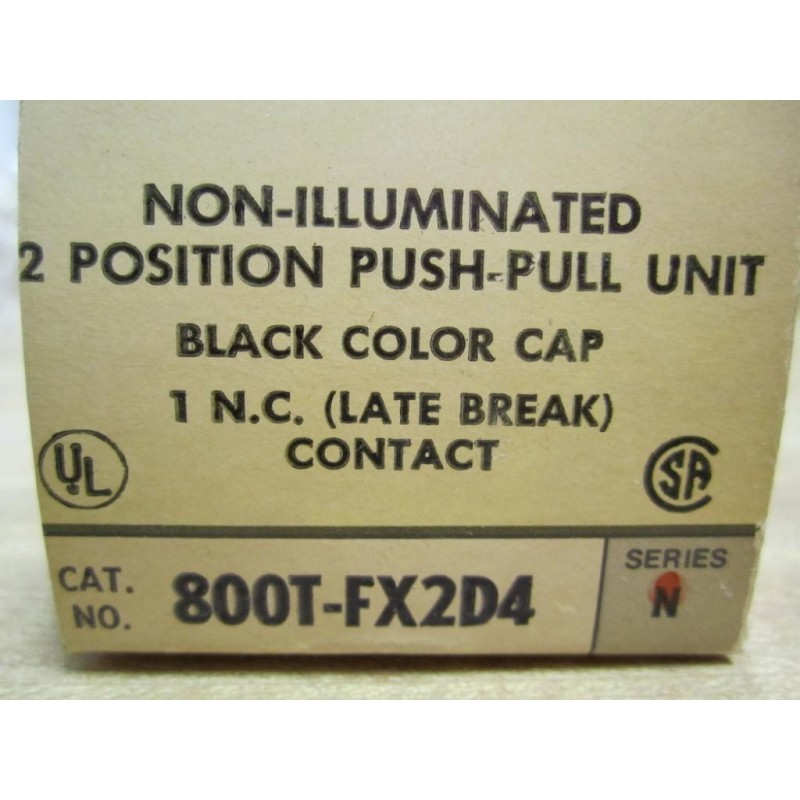 NON-ILLUMINATED
2 POSITION PUSH-PULL UNIT
BLACK COLOR CAP
1 N.C. (LATE BREAK)
CONTACT
UL
CSA
CAT.
NO.
800T-FX2D4
SERIES
N